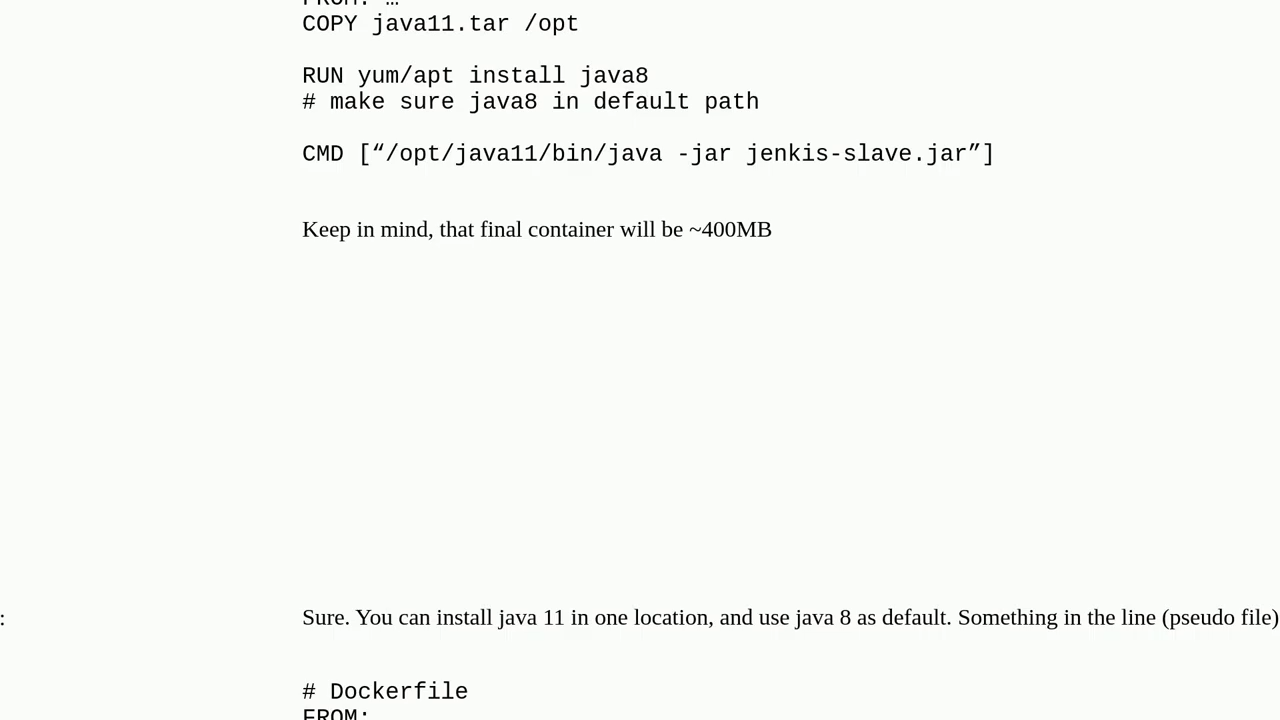 FROM: …
COPY java11.tar /opt
RUN yum/apt install java8
# make sure java8 in default path
CMD [“/opt/java11/bin/java -jar jenkis-slave.jar”]
Keep in mind, that final container will be ~400MB
: Sure. You can install java 11 in one location, and use java 8 as default. Something in the line (pseudo file)
# Dockerfile
FROM: